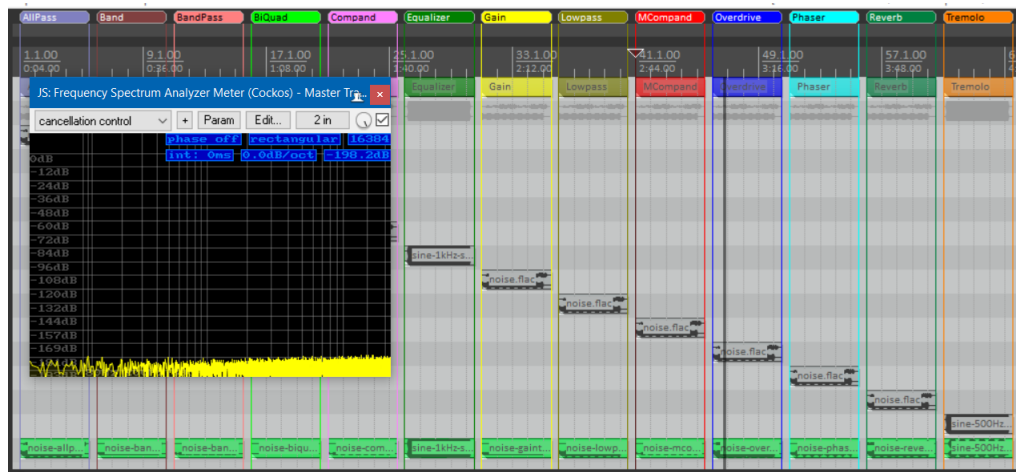 AllPass Band BandPass BiQuad Compand Equalizer Gain Lowpass MCompand Overdrive Phaser Reverb Tremolo
1.1.00 9.1.00 17.1.00 25.1.00 33.1.00 41.1.00 49.1.00 57.1.00
0:04.00 0:36.00 1:08.00 1:40.00 2:12.00 2:44.00 3:16.00 3:48.00
Equalizer Gain Lowpass MCompand Overdrive Phaser Reverb Tremolo
JS: Frequency Spectrum Analyzer Meter (Cockos) - Master Tr...
cancellation control + Param Edit... 2 in
phase off rectangular 16384
int: 0ms 0.0dB/oct -198.2dB
0dB
-12dB
-24dB
-36dB
-48dB
-60dB
-72dB
-84dB
-96dB
-108dB
-120dB
-132dB
-144dB
-157dB
-169dB
sine-1kHz-s...
noise.flac
noise.flac
noise.flac
noise.flac
noise.flac
noise.flac
sine-500Hz...
noise-allp... noise-ban... noise-ban... noise-biqu... noise-com... sine-1kHz-s... noise-gaint... noise-lowp... noise-mco... noise-over... noise-phas... noise-reve... sine-500Hz...